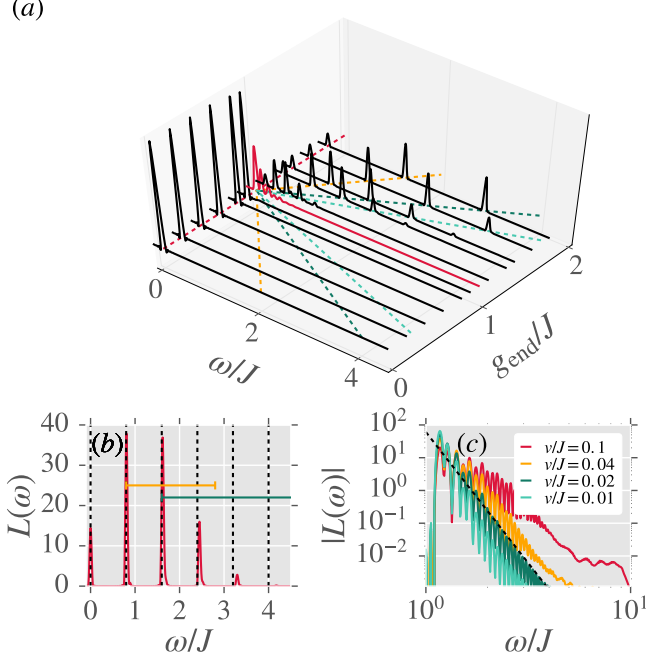 (a)
0
2
4
ω/J
0
1
2
g_end/J
40
30
20
10
0
L(ω)
(b)
0
1
2
3
4
ω/J
10^2
10^1
10^0
10^−1
10^−2
|L(ω)|
(c)
v/J=0.1
v/J=0.04
v/J=0.02
v/J=0.01
10^0
10^1
ω/J